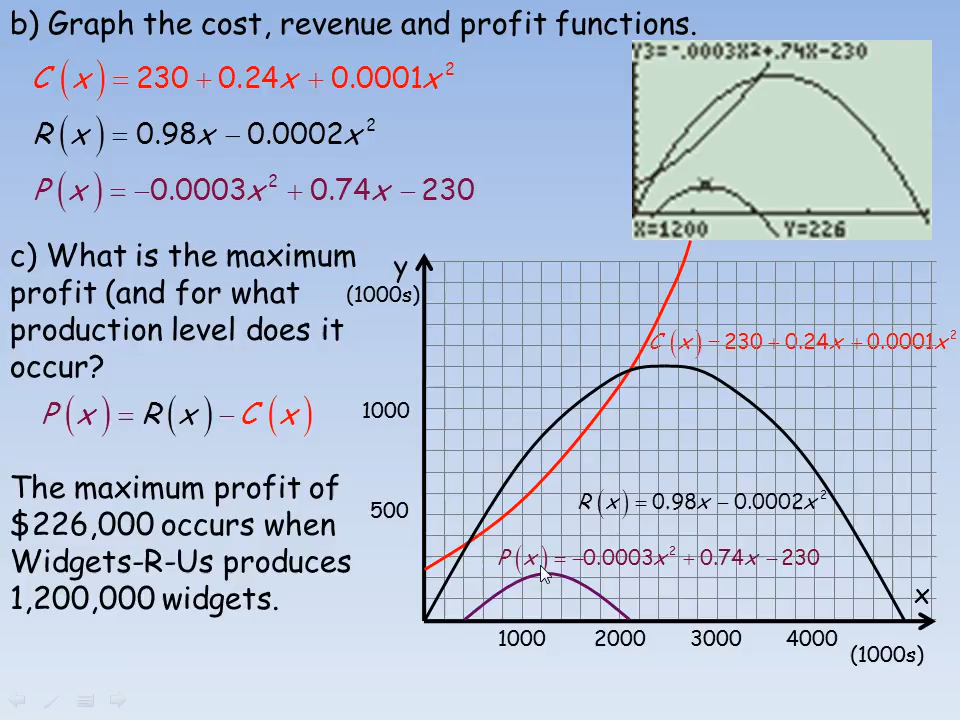 b) Graph the cost, revenue and profit functions.
C(x) = 230 + 0.24x + 0.0001x²
R(x) = 0.98x − 0.0002x²
P(x) = −0.0003x² + 0.74x − 230
Y3=-.0003X2+.74X-230
X=1200 Y=226
c) What is the maximum
profit (and for what
production level does it
occur?
P(x) = R(x) − C(x)
The maximum profit of
$226,000 occurs when
Widgets-R-Us produces
1,200,000 widgets.
y
(1000s)
C(x) = 230 + 0.24x + 0.0001x²
1000
R(x) = 0.98x − 0.0002x²
500
P(x) = −0.0003x² + 0.74x − 230
x
1000 2000 3000 4000
(1000s)